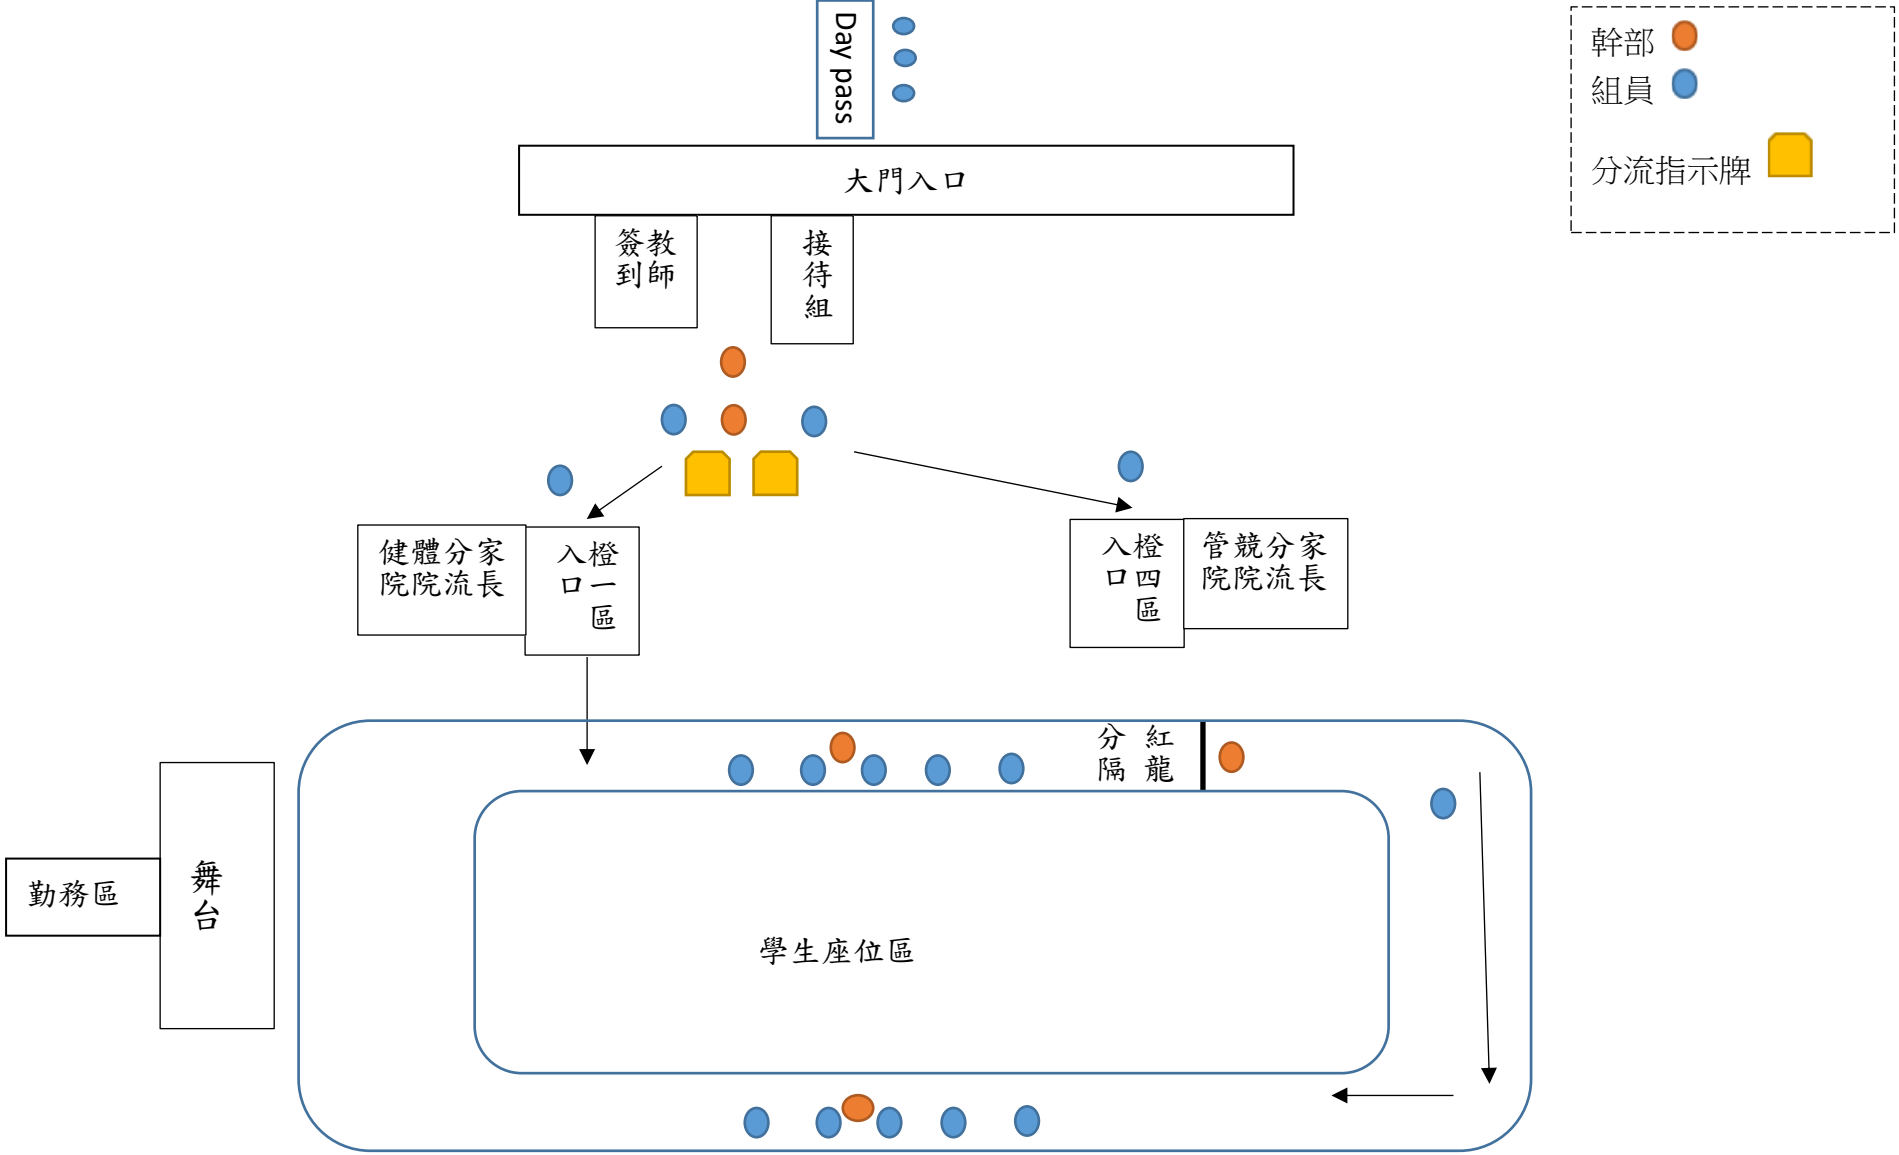 Day pass
幹部
組員
分流指示牌
大門入口
教師
簽到
接待組
家長
分流
體院
健院
橙一區
入口
橙四區
入口
家長
分流
競院
管院
紅龍
分隔
舞台
勤務區
學生座位區